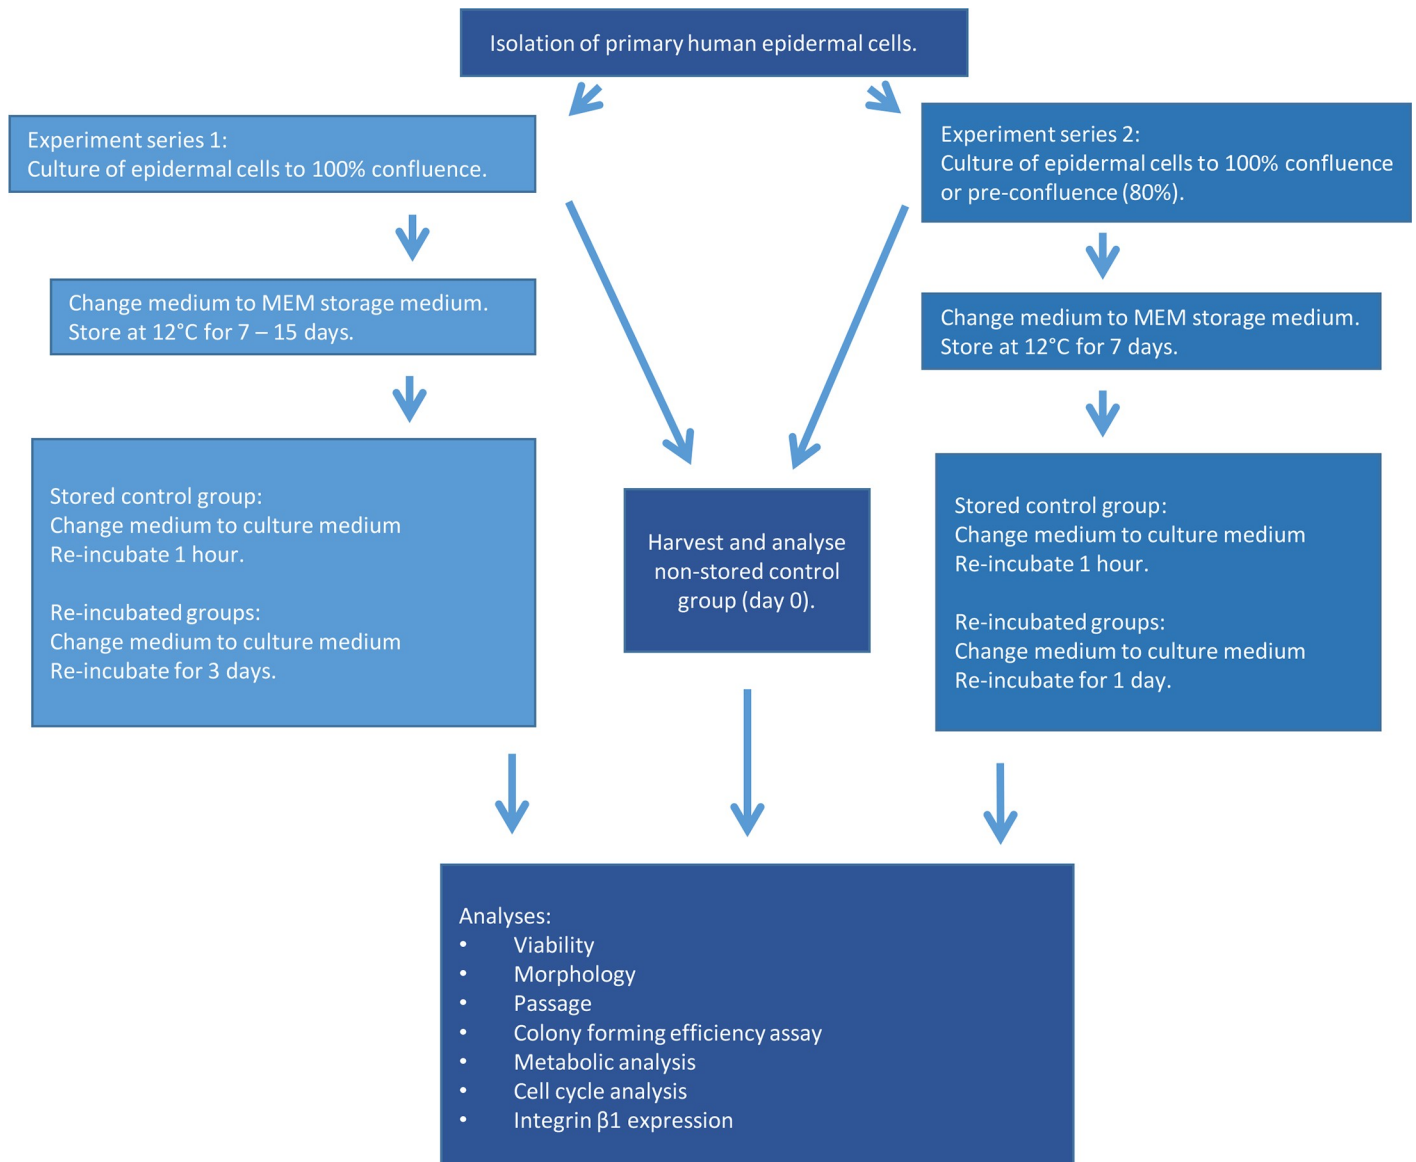 Isolation of primary human epidermal cells.
Experiment series 1:
Culture of epidermal cells to 100% confluence.
Experiment series 2:
Culture of epidermal cells to 100% confluence
or pre-confluence (80%).
Change medium to MEM storage medium.
Store at 12°C for 7 – 15 days.
Change medium to MEM storage medium.
Store at 12°C for 7 days.
Stored control group:
Change medium to culture medium
Re-incubate 1 hour.
Re-incubated groups:
Change medium to culture medium
Re-incubate for 3 days.
Harvest and analyse
non-stored control
group (day 0).
Stored control group:
Change medium to culture medium
Re-incubate 1 hour.
Re-incubated groups:
Change medium to culture medium
Re-incubate for 1 day.
Analyses:
• Viability
• Morphology
• Passage
• Colony forming efficiency assay
• Metabolic analysis
• Cell cycle analysis
• Integrin β1 expression